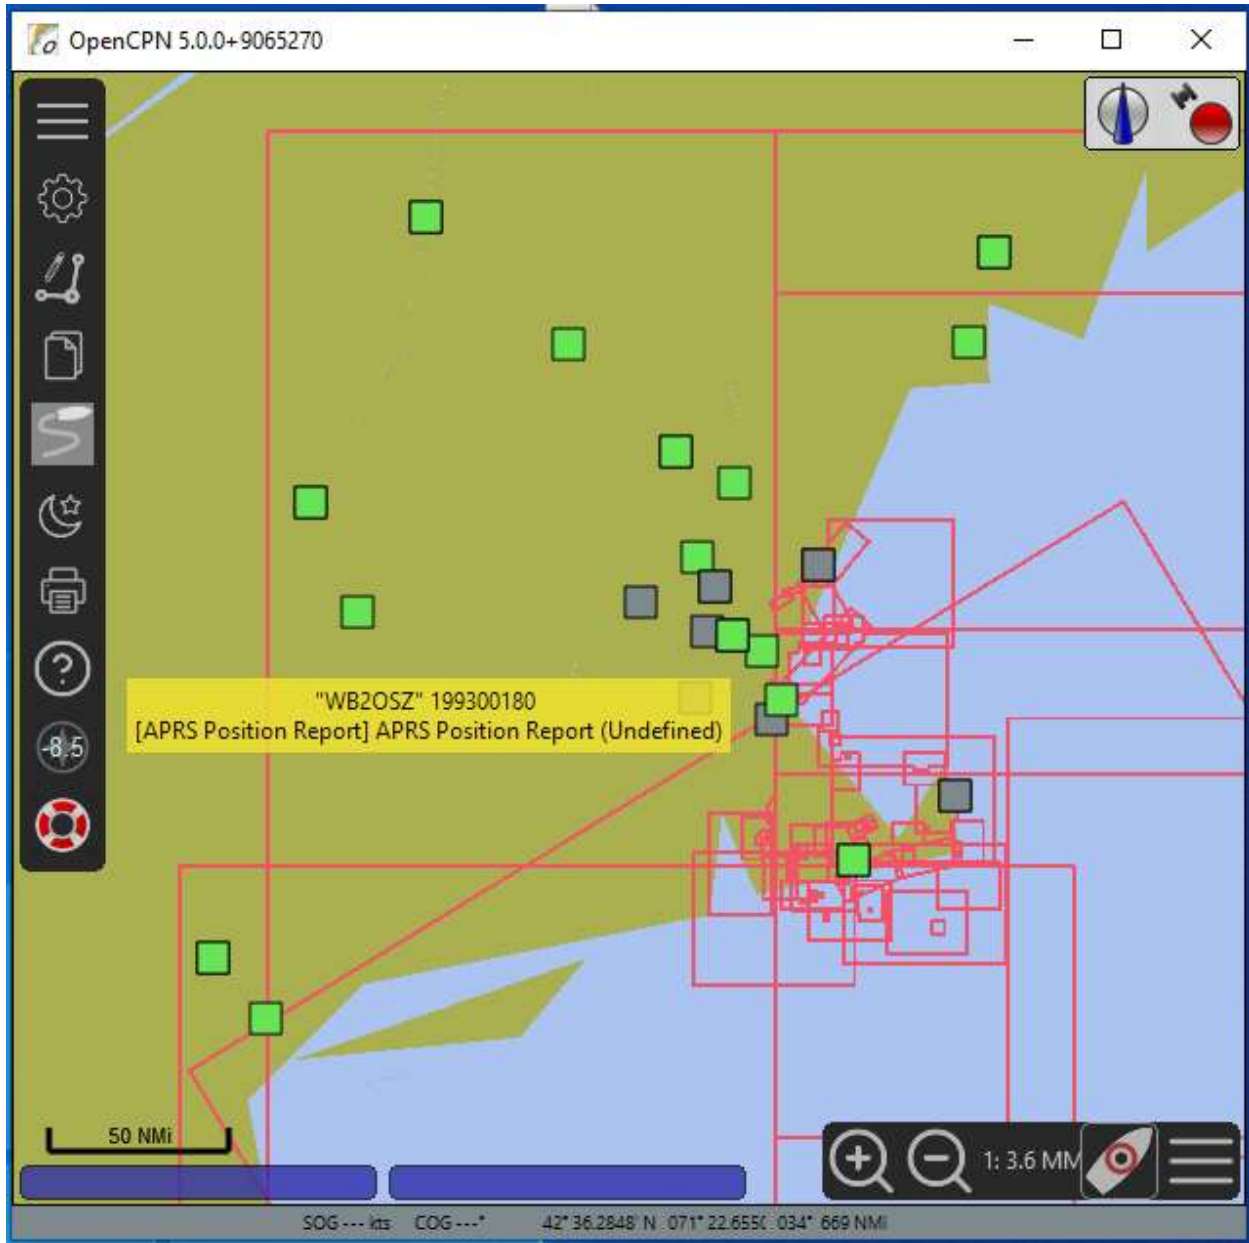 OpenCPN 5.0.0+9065270
-8.5
"WB2OSZ" 199300180
[APRS Position Report] APRS Position Report (Undefined)
50 NMi
1: 3.6 MM
SOG --- kts COG ---° 42° 36.2848' N 071° 22.655( 034° 669 NMi